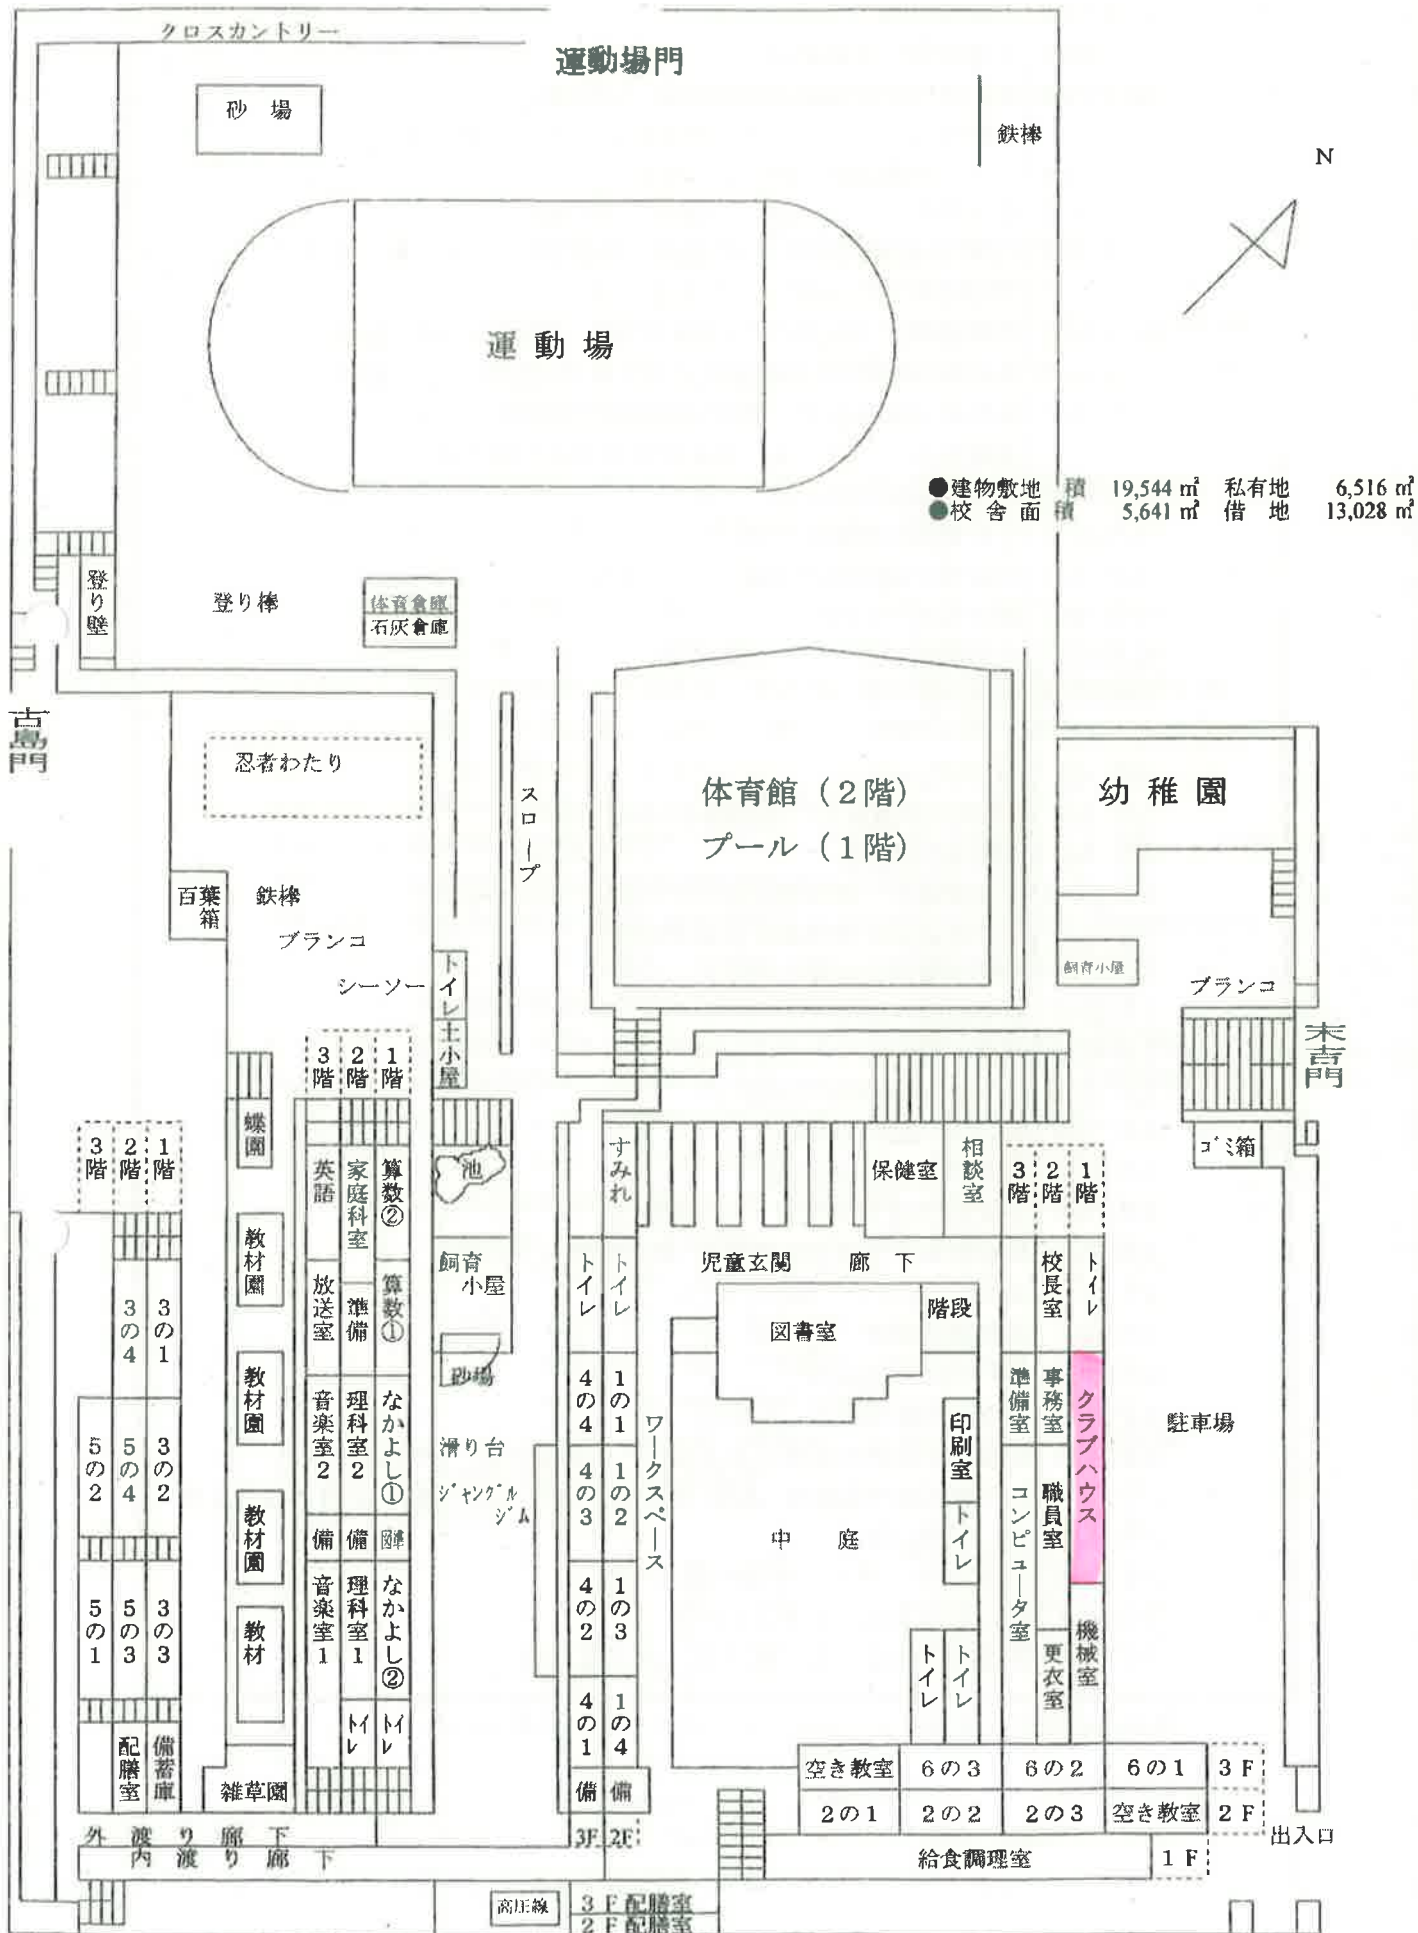 クロスカントリー
運動場門
砂 場
鉄棒
N
運 動 場
●建物敷地 積 19,544㎡ 私有地 6,516㎡
●校 舎 面 積 5,641㎡ 借 地 13,028㎡
登り壁
登り棒
体育倉庫
石灰倉庫
古島門
忍者わたり
スロープ
体育館(2階)
プール(1階)
幼 稚 園
百葉箱
鉄棒
ブランコ
シーソー
トイレ
土小屋
飼育小屋
ブランコ
末吉門
3階
2階
1階
3の4
3の1
5の2
5の4
3の2
5の1
5の3
3の3
配膳室
備蓄庫
蝶園
教材園
教材園
教材園
教材
雑草園
3階
2階
1階
英語
家庭科室
算数②
放送室
準備
算数①
音楽室2
理科室2
なかよし①
備
備
図準
音楽室1
理科室1
なかよし②
トイレ
トイレ
池
飼育
小屋
砂場
滑り台
ジャングル
ジム
すみれ
トイレ
トイレ
4の4
1の1
4の3
1の2
4の2
1の3
4の1
1の4
備
備
3F
2F
ワークスペース
保健室
相談室
児童玄関
廊 下
図書室
階段
中 庭
印刷室
トイレ
トイレ
トイレ
3階
2階
1階
校長室
トイレ
準備室
事務室
クラブハウス
コンピュータ室
職員室
更衣室
機械室
ゴミ箱
駐車場
空き教室
6の3
6の2
6の1
3 F
2の1
2の2
2の3
空き教室
2 F
給食調理室
1 F
出入口
外 渡 り 廊 下
内 渡 り 廊 下
高圧線
3 F 配膳室
2 F 配膳室